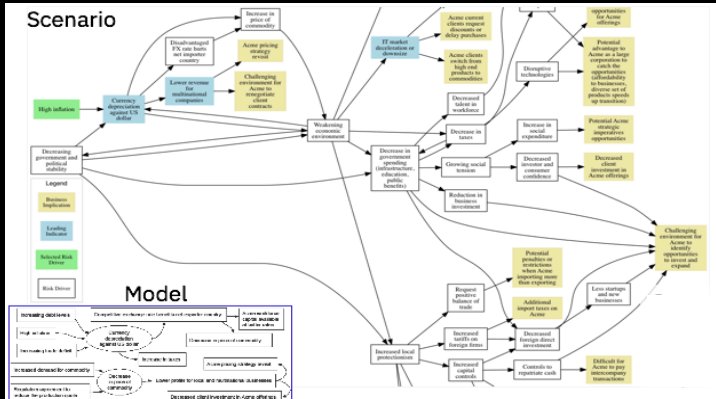 Scenario
Increase in
price of
commodity
Disadvantaged
FX rate hurts
net importer
country
Acme pricing
strategy
revisit
Lower revenue
for
multinational
companies
Challenging
environment for
Acme to
renegotiate
client
contracts
High inflation
Currency
depreciation
against US
dollar
Decreasing
government and
political
stability
Weakening
economic
environment
IT market
deceleration or
downsize
Acme current
clients request
discounts or
delay purchases
Acme clients
switch from
high end
products to
commodities
opportunities
for Acme
offerings
Potential
advantage to
Acme as a large
corporation to
catch the
opportunities
(affordability
to businesses,
diverse set of
products speeds
up transition)
Disruptive
technologies
Decreased
talent in
workforce
Decrease in
taxes
Increase in
social
expenditure
Potential Acme
strategic
imperatives
opportunities
Decrease in
government
spending
(infrastructure,
education,
public
benefits)
Growing social
tension
Decreased
investor and
consumer
confidence
Decreased
client
investment in
Acme offerings
Reduction in
business
investment
Challenging
environment for
Acme to
identify
opportunities
to invest and
expand
Legend
Business
Implication
Leading
Indicator
Selected Risk
Driver
Risk Driver
Potential
penalties or
restrictions
when Acme
importing more
than exporting
Request
positive
balance of
trade
Additional
import taxes on
Acme
Less startups
and new
businesses
Increased
tariffs on
foreign firms
Decreased
foreign direct
investment
Increased local
protectionism
Increased
capital
controls
Controls to
repatriate cash
Difficult for
Acme to pay
intercompany
transactions
Model
Increasing debt levels
High inflation
Currency
depreciation
against U.S. dollar
Increase in taxes
Increased demand for commodity
Decrease
in price of
commodity
Acme pricing strategy revisit
Lower profits for local and multinational businesses
Decreased client investment in Acme offerings